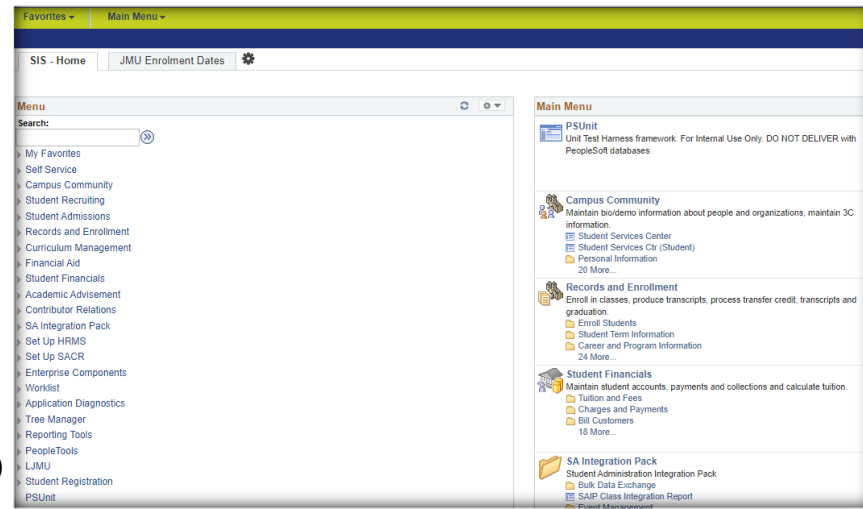 Favorites Main Menu
SIS - Home JMU Enrolment Dates
Menu
Search:
My Favorites
Self Service
Campus Community
Student Recruiting
Student Admissions
Records and Enrollment
Curriculum Management
Financial Aid
Student Financials
Academic Advisement
Contributor Relations
SA Integration Pack
Set Up HRMS
Set Up SACR
Enterprise Components
Worklist
Application Diagnostics
Tree Manager
Reporting Tools
PeopleTools
LJMU
Student Registration
PSUnit
Main Menu
PSUnit
Unit Test Harness framework. For Internal Use Only. DO NOT DELIVER with
PeopleSoft databases.
Campus Community
Maintain bio/demo information about people and organizations, maintain 3C
information.
Student Services Center
Student Services Ctr (Student)
Personal Information
20 More...
Records and Enrollment
Enroll in classes, produce transcripts, process transfer credit, transcripts and
graduation.
Enroll Students
Student Term Information
Career and Program Information
24 More...
Student Financials
Maintain student accounts, payments and collections and calculate tuition.
Tuition and Fees
Charges and Payments
Bill Customers
18 More...
SA Integration Pack
Student Administration Integration Pack
Bulk Data Exchange
SAIP Class Integration Report
Event Management